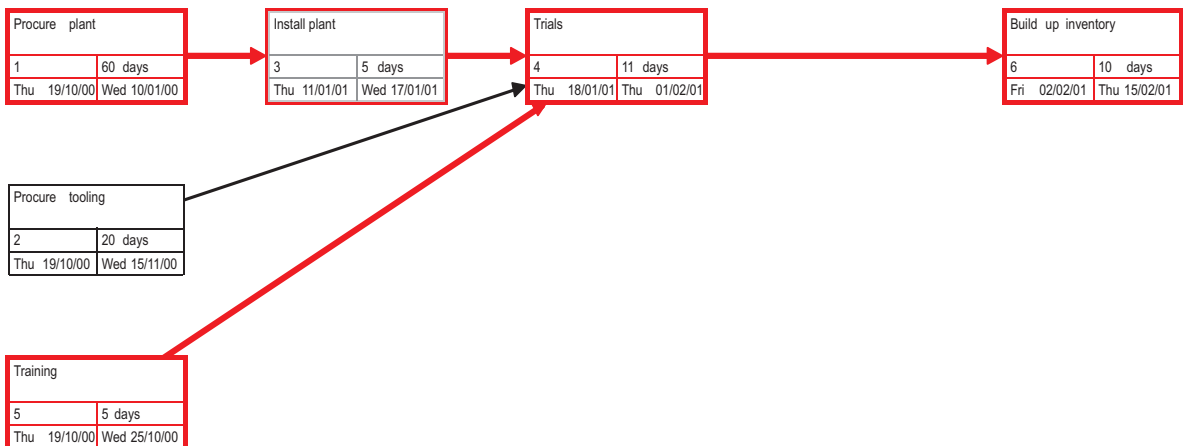 Procure plant
1 60 days
Thu 19/10/00 Wed 10/01/00
Install plant
3 5 days
Thu 11/01/01 Wed 17/01/01
Trials
4 11 days
Thu 18/01/01 Thu 01/02/01
Build up inventory
6 10 days
Fri 02/02/01 Thu 15/02/01
Procure tooling
2 20 days
Thu 19/10/00 Wed 15/11/00
Training
5 5 days
Thu 19/10/00 Wed 25/10/00